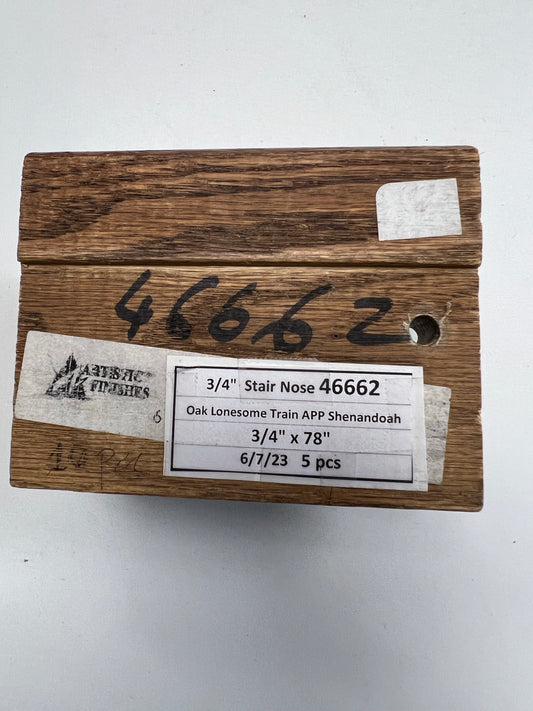 46662
ARTISTIC
FINISHES
6
3/4" Stair Nose 46662
Oak Lonesome Train APP Shenandoah
3/4" x 78"
6/7/23 5 pcs